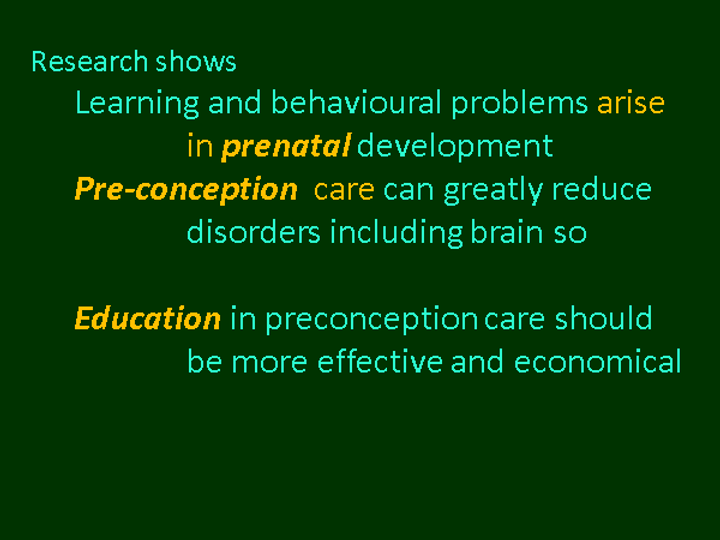 Research shows
Learning and behavioural problems arise
in prenatal development
Pre-conception care can greatly reduce
disorders including brain so
Education in preconception care should
be more effective and economical